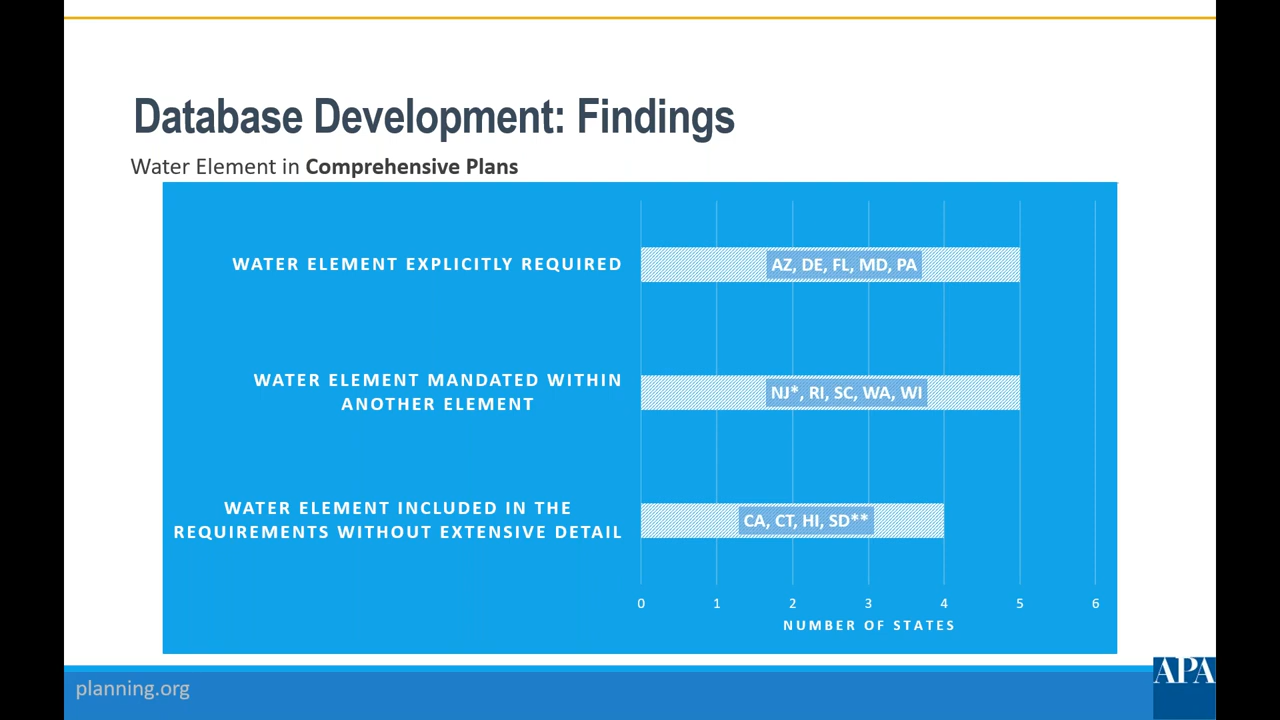 Database Development: Findings
Water Element in Comprehensive Plans
WATER ELEMENT EXPLICITLY REQUIRED
AZ, DE, FL, MD, PA
WATER ELEMENT MANDATED WITHIN
ANOTHER ELEMENT
NJ*, RI, SC, WA, WI
WATER ELEMENT INCLUDED IN THE
REQUIREMENTS WITHOUT EXTENSIVE DETAIL
CA, CT, HI, SD**
0 1 2 3 4 5 6
NUMBER OF STATES
planning.org
APA